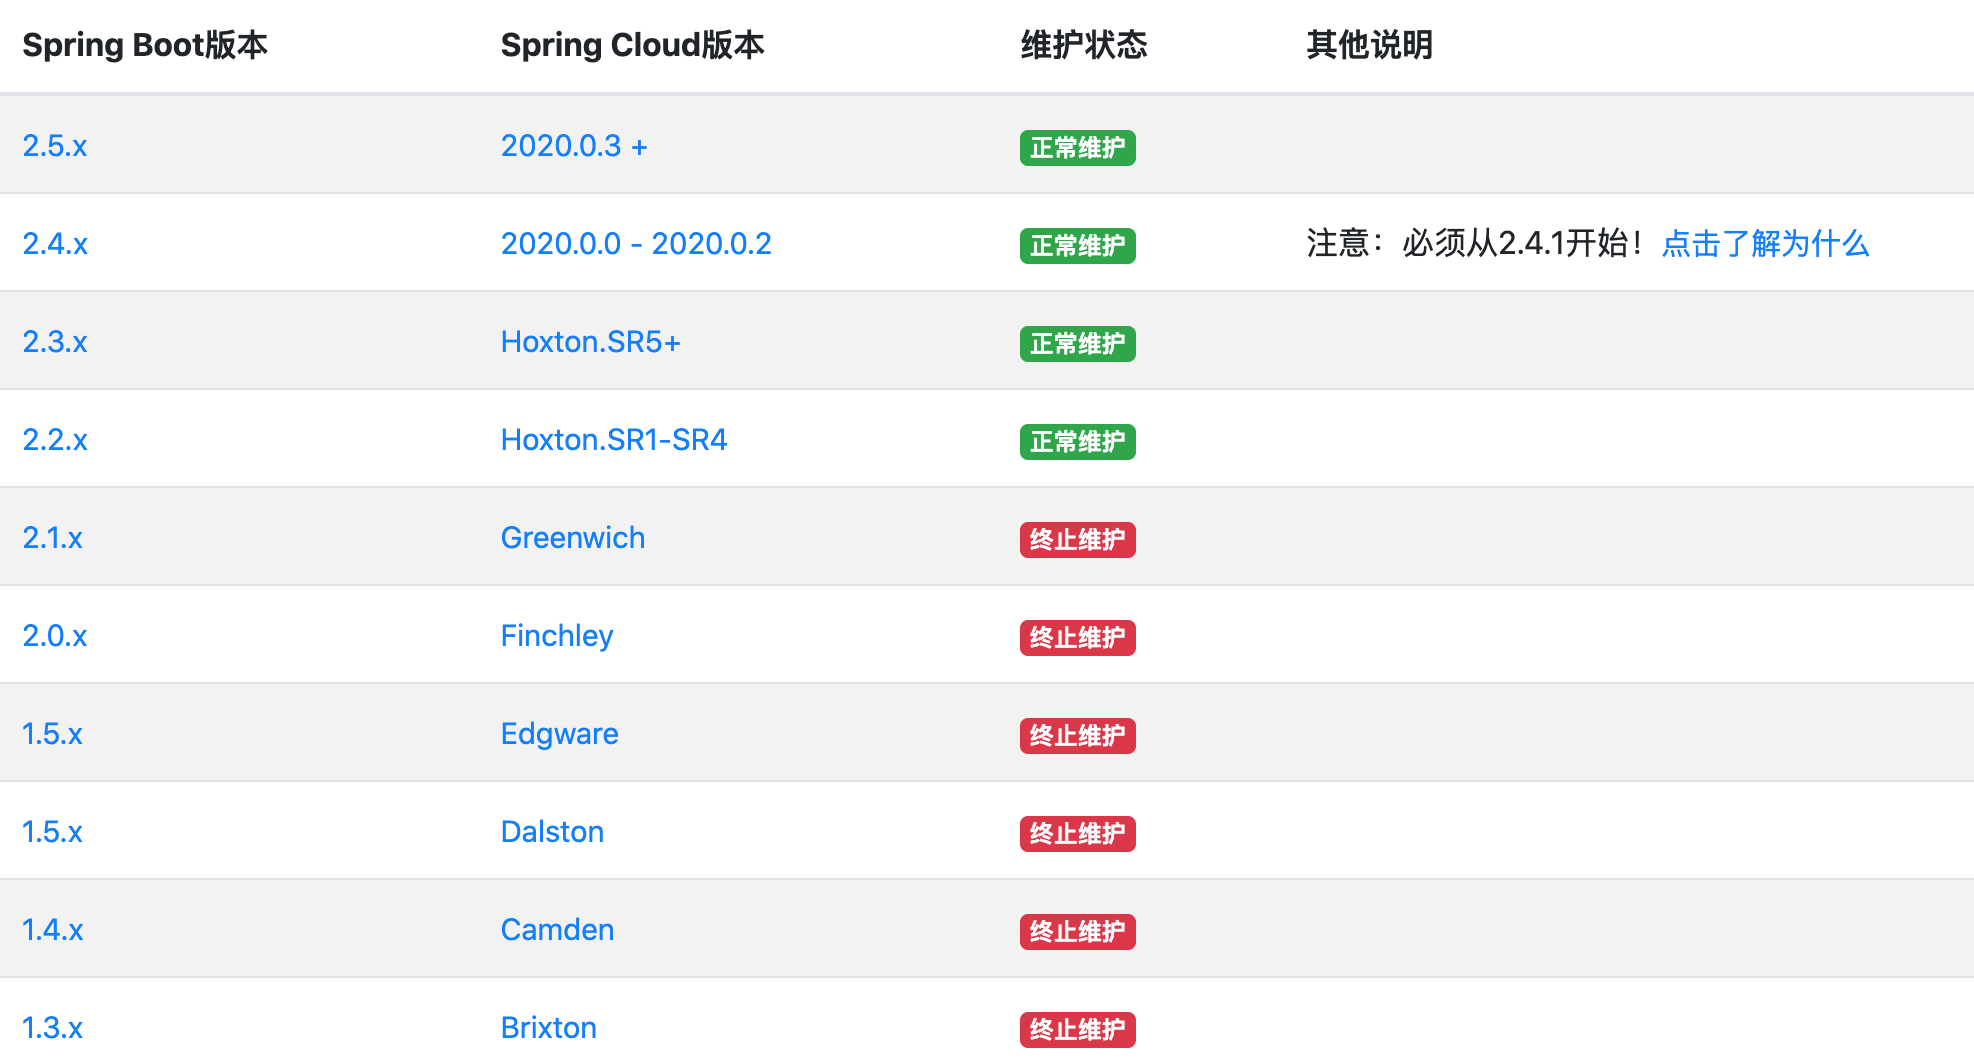 Spring Boot版本 Spring Cloud版本 维护状态 其他说明
2.5.x 2020.0.3 + 正常维护
2.4.x 2020.0.0 - 2020.0.2 正常维护 注意：必须从2.4.1开始！点击了解为什么
2.3.x Hoxton.SR5+ 正常维护
2.2.x Hoxton.SR1-SR4 正常维护
2.1.x Greenwich 终止维护
2.0.x Finchley 终止维护
1.5.x Edgware 终止维护
1.5.x Dalston 终止维护
1.4.x Camden 终止维护
1.3.x Brixton 终止维护